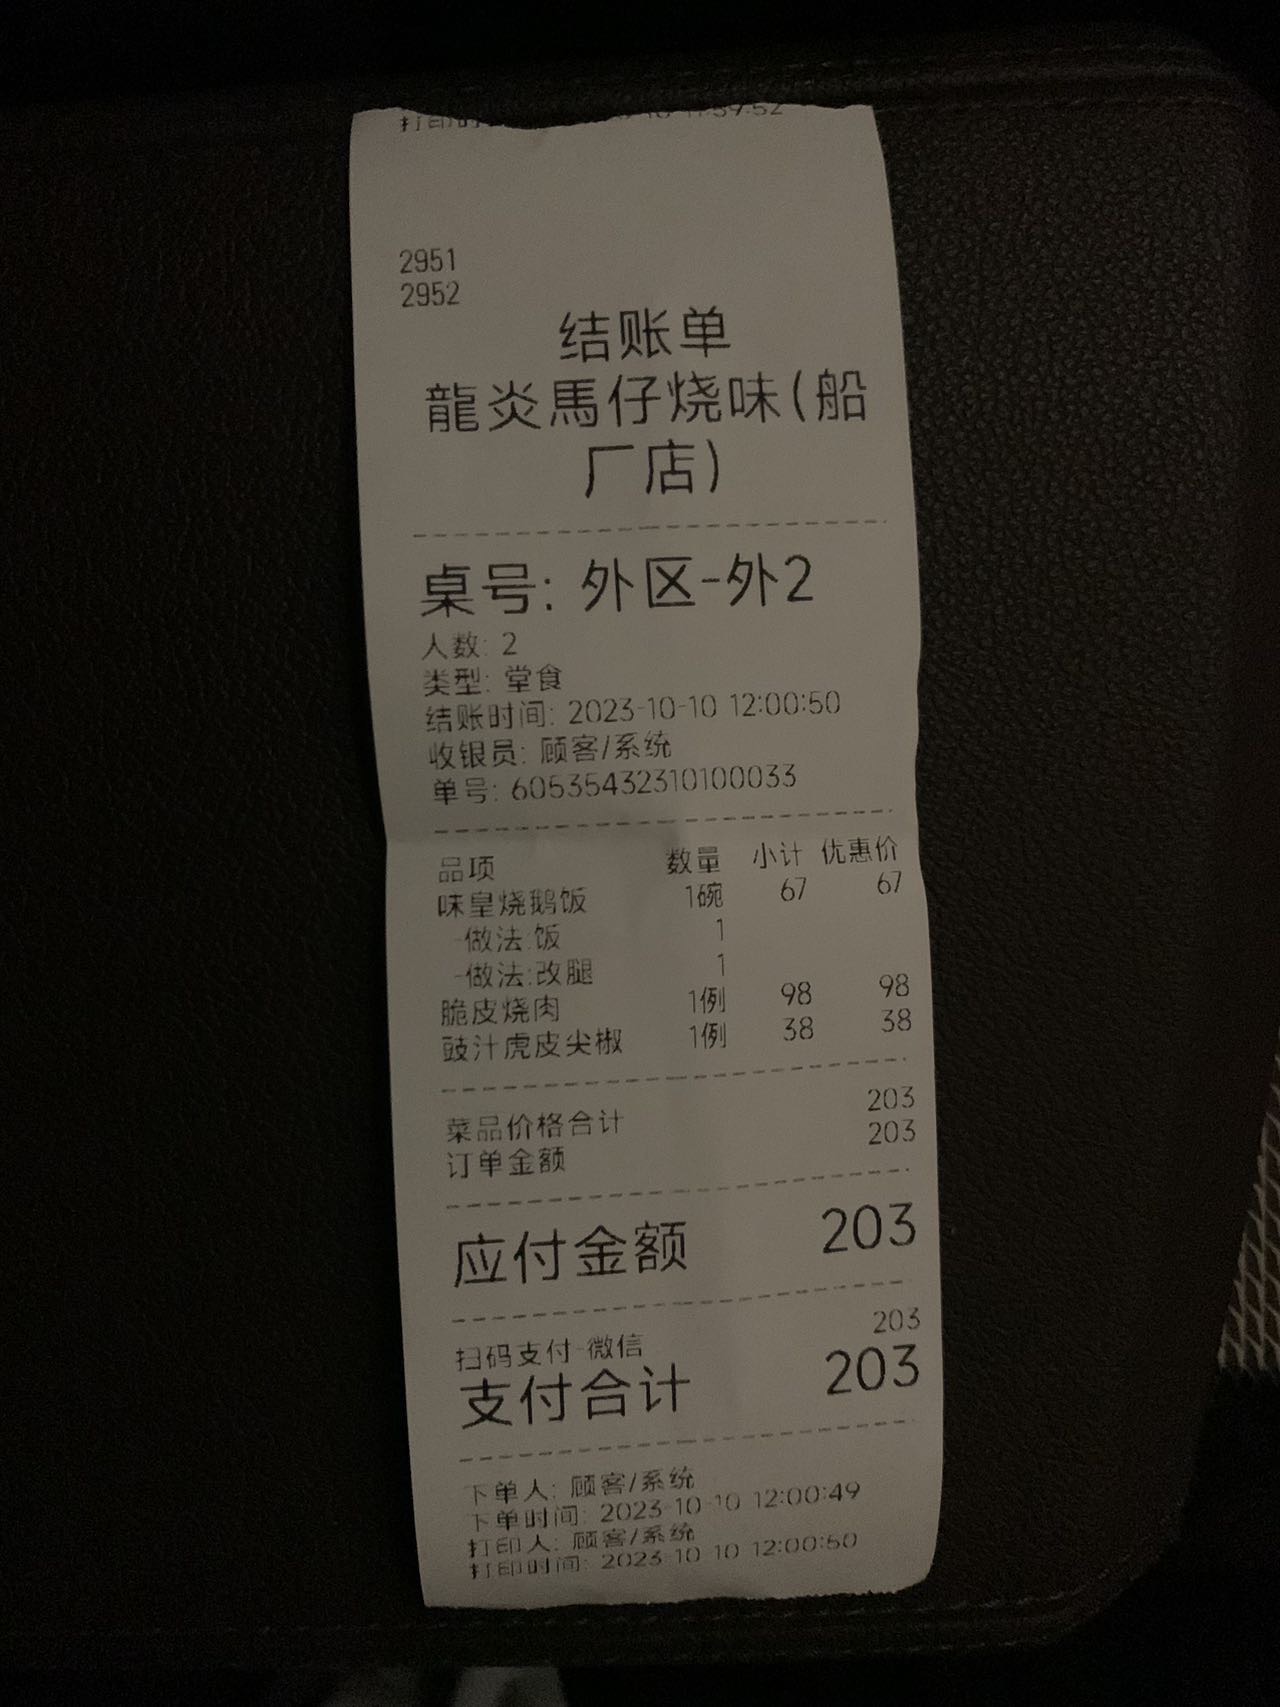 打印时 11:59:52
2951
2952
结账单
龍炎馬仔烧味(船
厂店)
桌号: 外区-外2
人数: 2
类型: 堂食
结账时间: 2023-10-10 12:00:50
收银员: 顾客/系统
单号: 60535432310100033
品项 数量 小计 优惠价
味皇烧鹅饭 1碗 67 67
-做法:饭 1
-做法:改腿 1
脆皮烧肉 1例 98 98
豉汁虎皮尖椒 1例 38 38
菜品价格合计 203
订单金额 203
应付金额 203
扫码支付-微信 203
支付合计 203
下单人: 顾客/系统
下单时间: 2023-10-10 12:00:49
打印人: 顾客/系统
打印时间: 2023-10-10 12:00:50